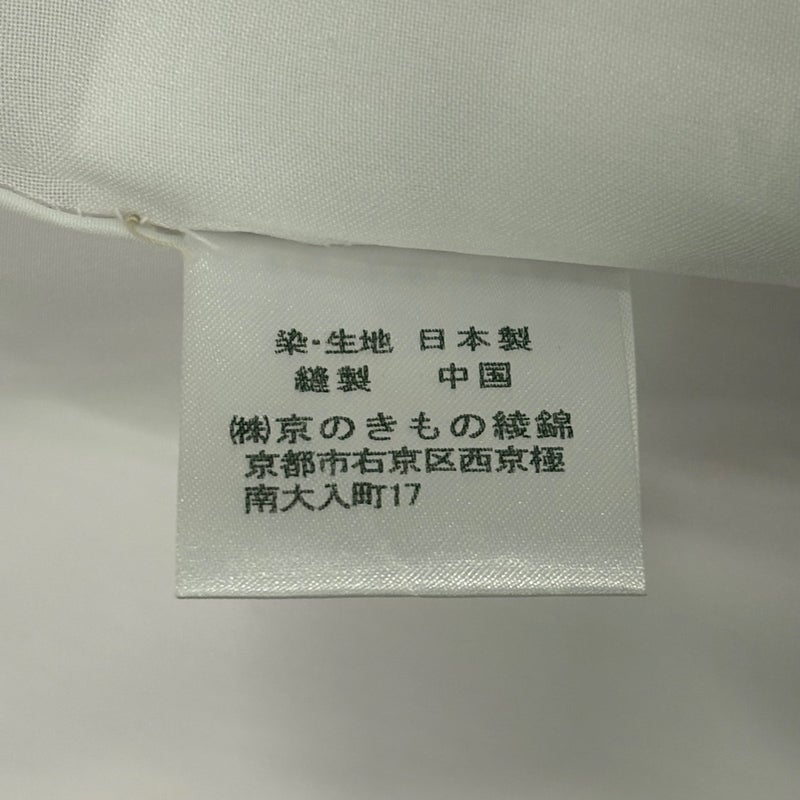 染・生地 日本製
縫製 中国
㈱京のきもの綾錦
京都市右京区西京極
南大入町17